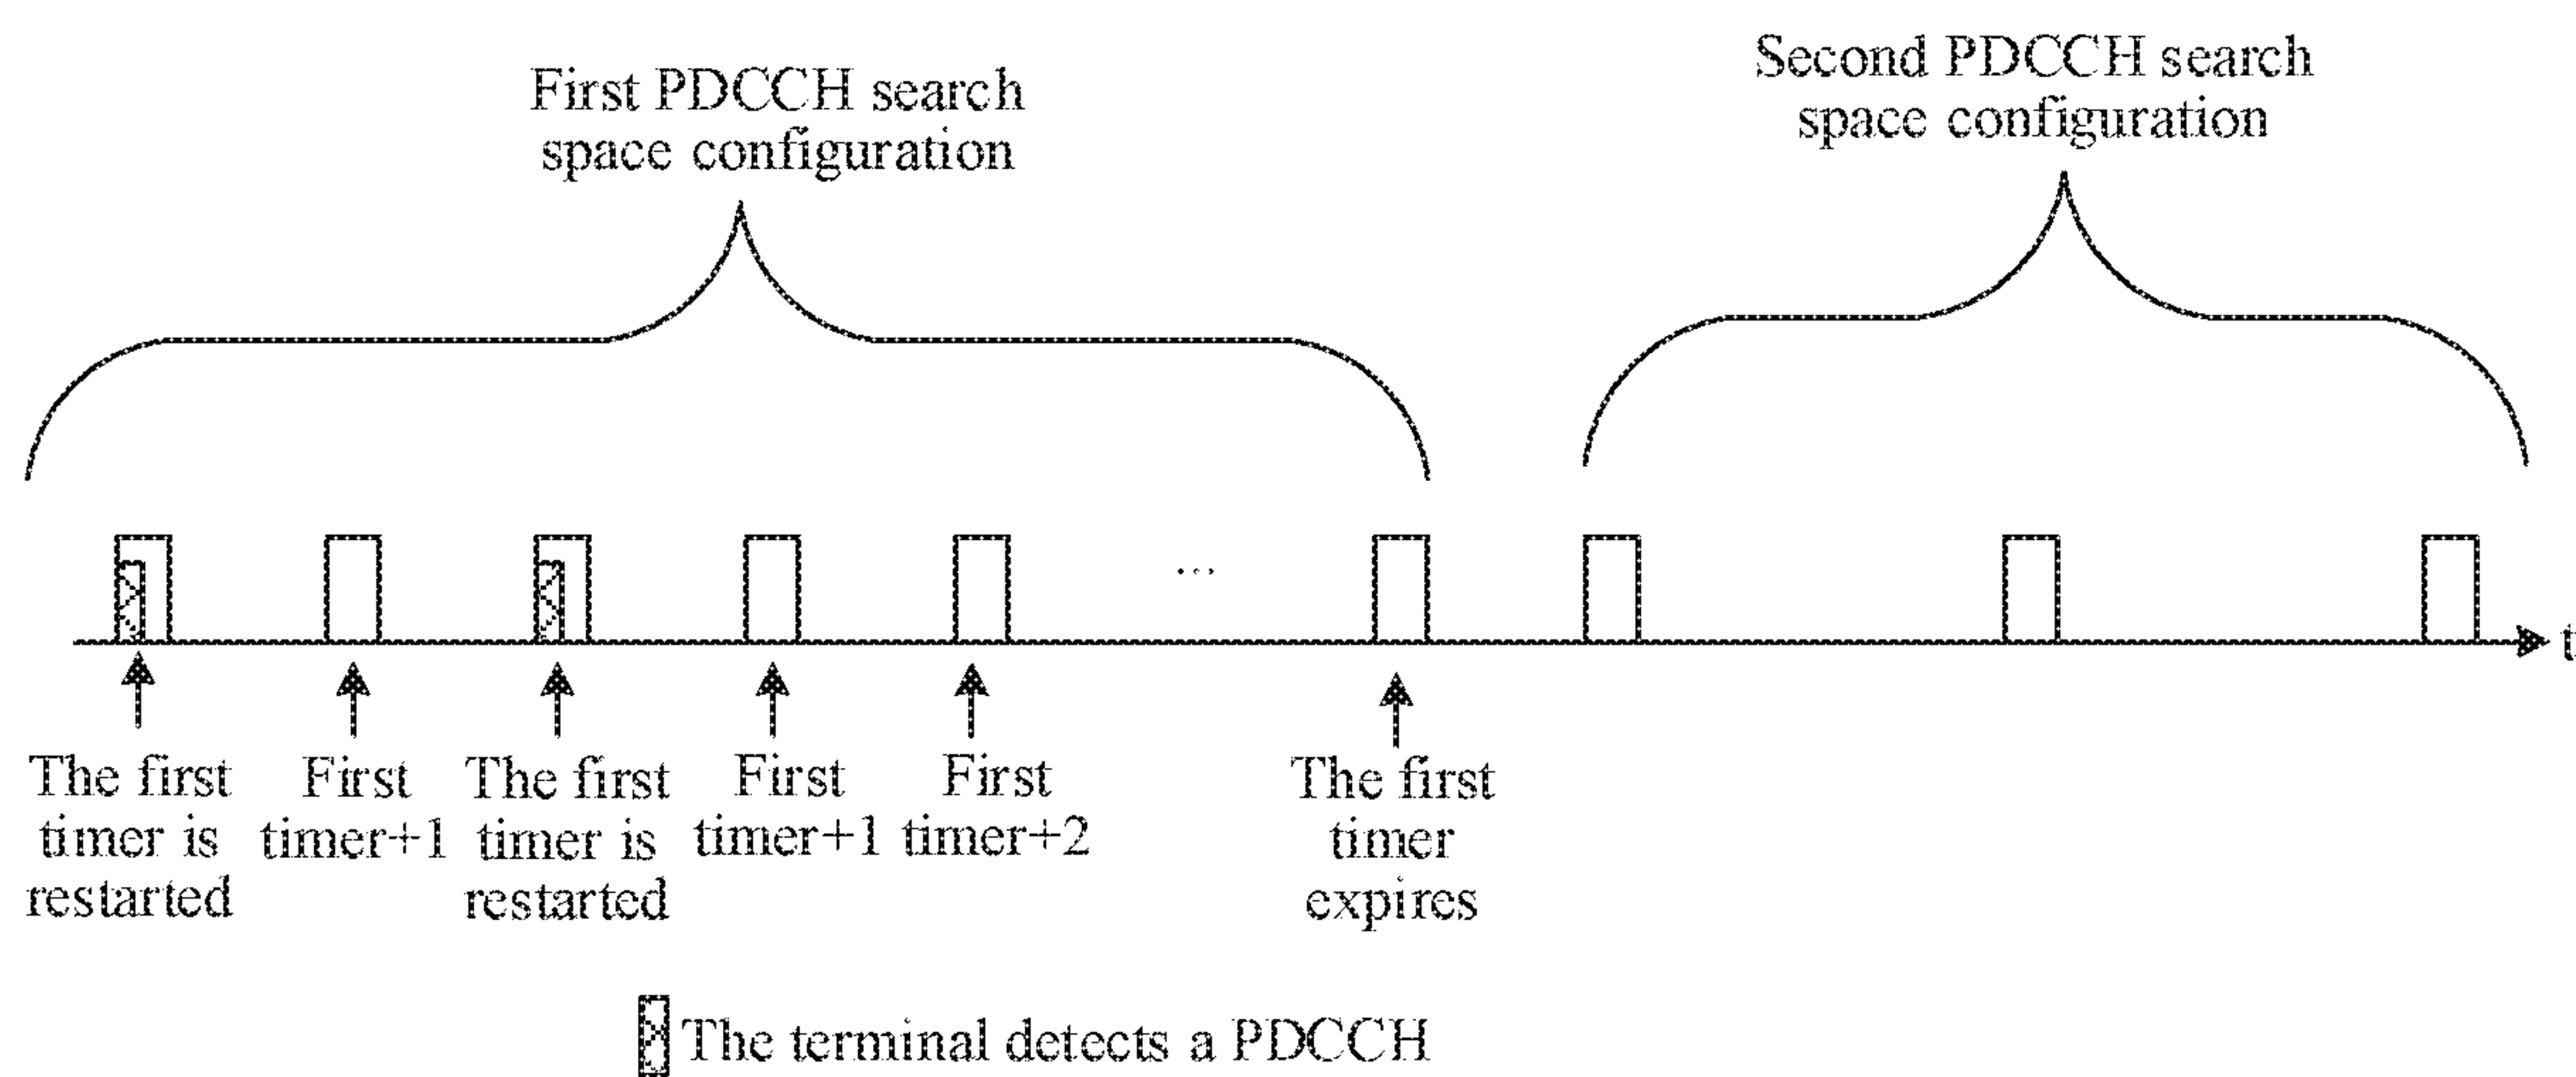 First PDCCH search
space configuration
Second PDCCH search
space configuration
...
t
The first
timer is
restarted
First
timer+1
The first
timer is
restarted
First
timer+1
First
timer+2
The first
timer
expires
The terminal detects a PDCCH